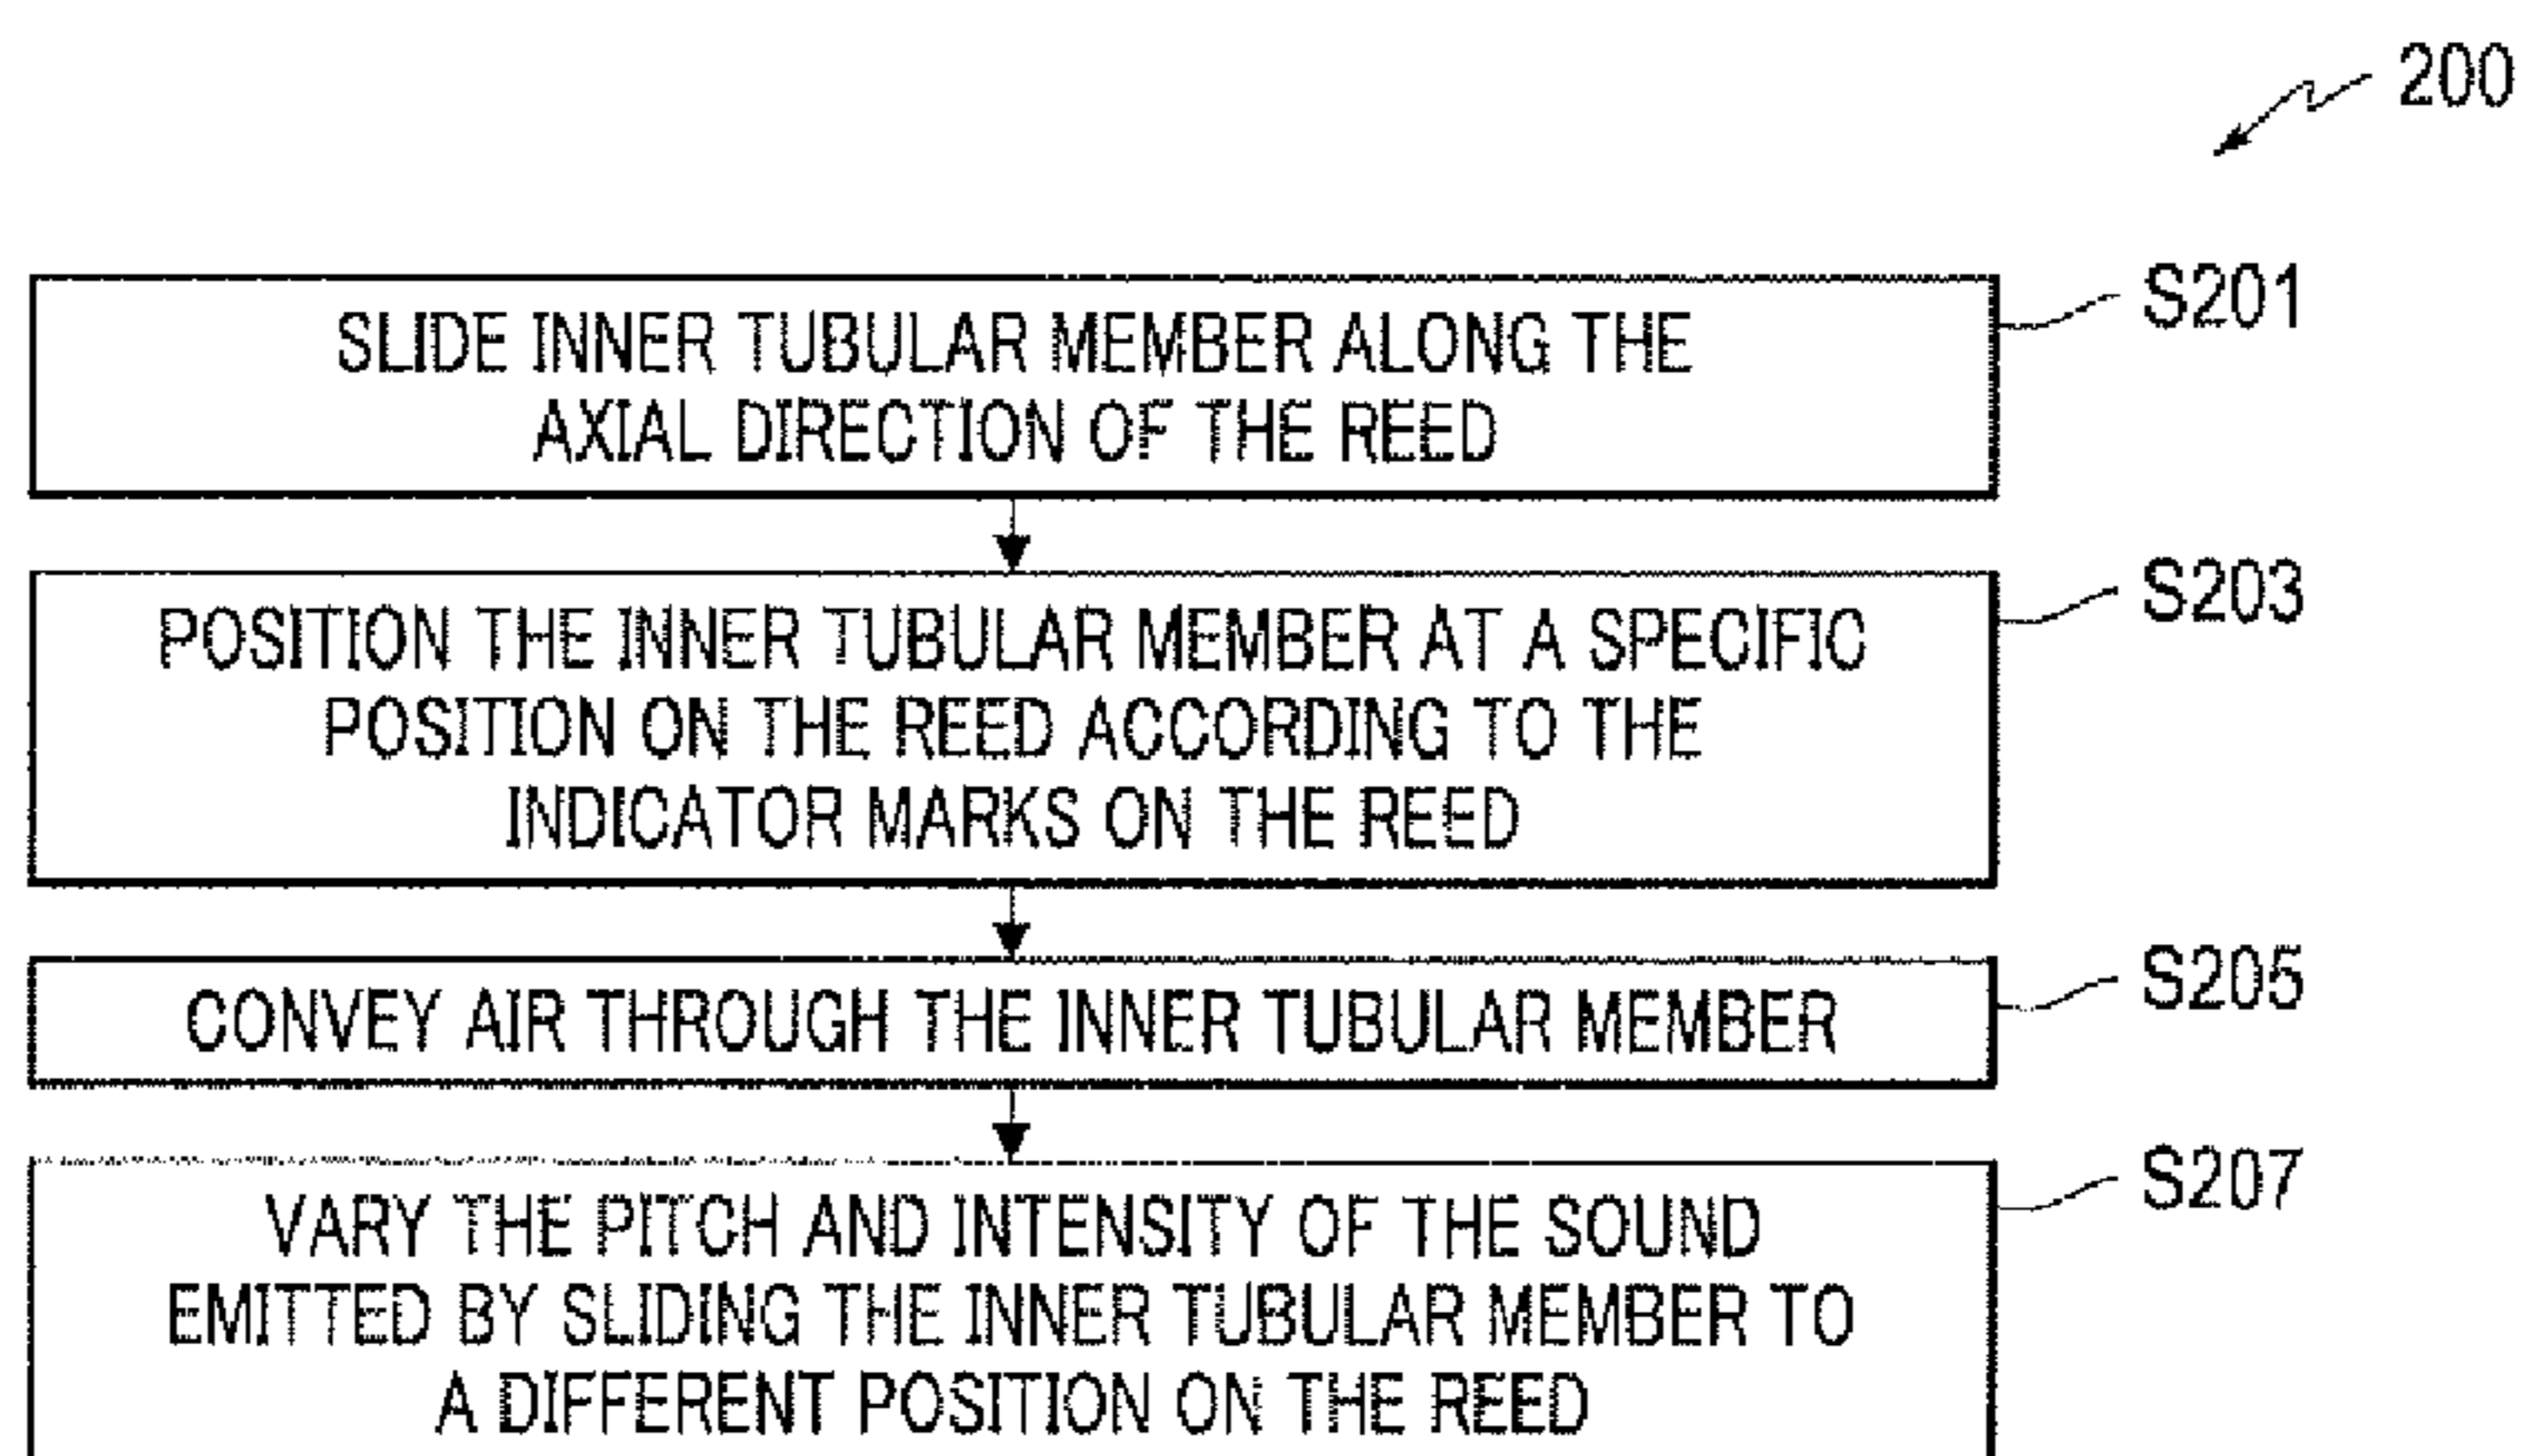 200
S201
SLIDE INNER TUBULAR MEMBER ALONG THE
AXIAL DIRECTION OF THE REED
S203
POSITION THE INNER TUBULAR MEMBER AT A SPECIFIC
POSITION ON THE REED ACCORDING TO THE
INDICATOR MARKS ON THE REED
S205
CONVEY AIR THROUGH THE INNER TUBULAR MEMBER
S207
VARY THE PITCH AND INTENSITY OF THE SOUND
EMITTED BY SLIDING THE INNER TUBULAR MEMBER TO
A DIFFERENT POSITION ON THE REED